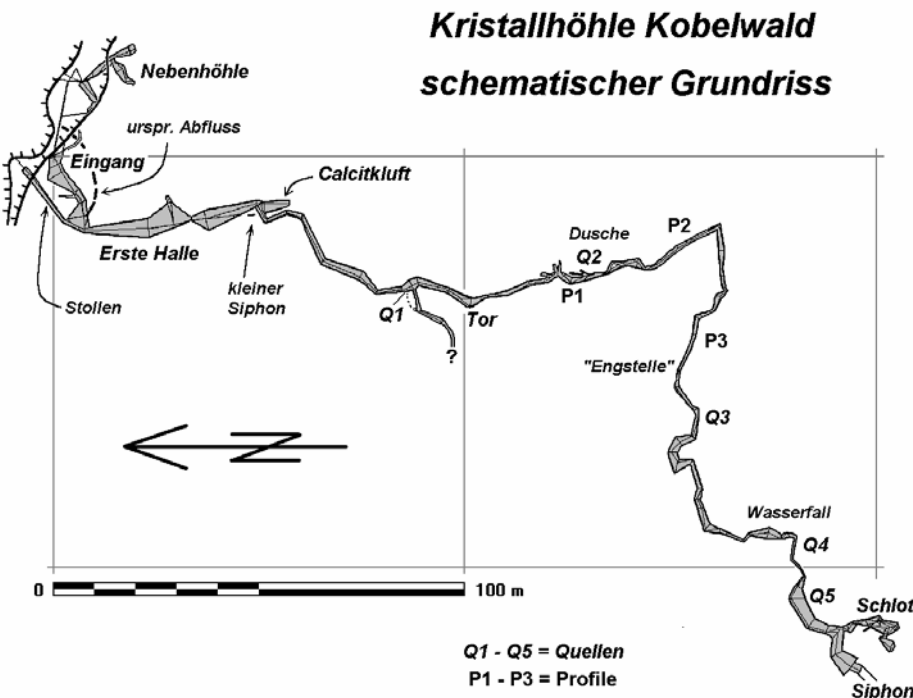 Kristallhöhle Kobelwald
schematischer Grundriss
Nebenhöhle
urspr. Abfluss
Eingang
Calcitkluft
Erste Halle
Stollen
kleiner
Siphon
Q1
?
Tor
Dusche
Q2
P1
P2
P3
"Engstelle"
Q3
Wasserfall
Q4
Q5
Schlot
Siphon
N
0
100 m
Q1 - Q5 = Quellen
P1 - P3 = Profile